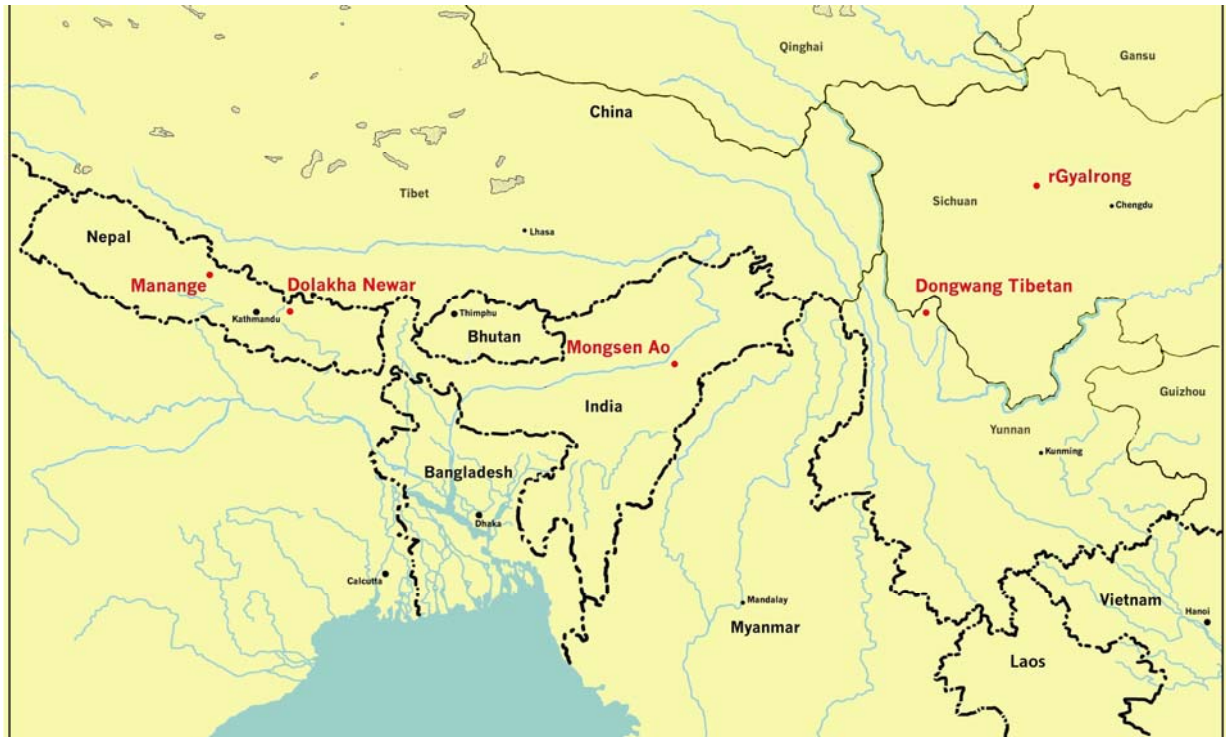 Qinghai
Gansu
China
rGyalrong
Tibet
Sichuan
Chengdu
Lhasa
Nepal
Manange
Dolakha Newar
Dongwang Tibetan
Kathmandu
Thimphu
Bhutan
Mongsen Ao
India
Guizhou
Yunnan
Kunming
Bangladesh
Dhaka
Calcutta
Mandalay
Vietnam
Hanoi
Myanmar
Laos